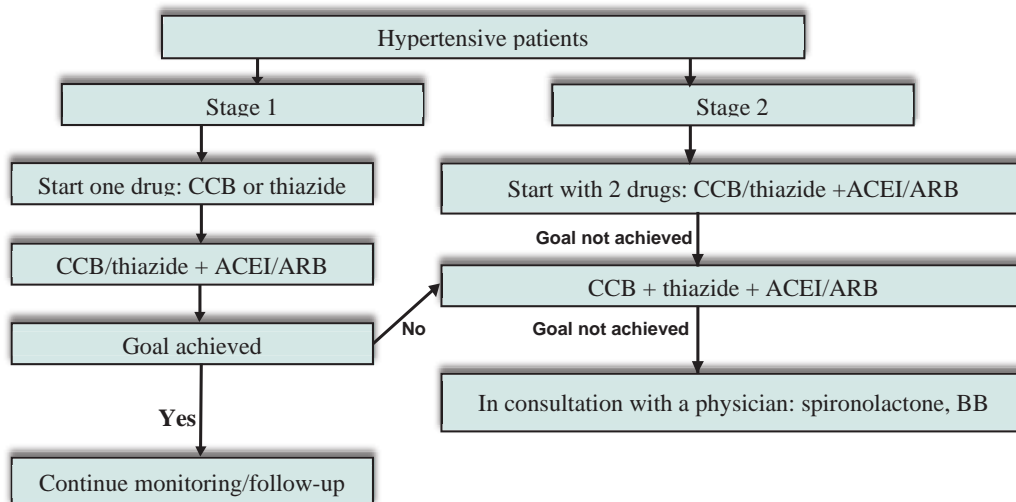 Hypertensive patients
Stage 1
Stage 2
Start one drug: CCB or thiazide
Start with 2 drugs: CCB/thiazide +ACEI/ARB
Goal not achieved
CCB/thiazide + ACEI/ARB
CCB + thiazide + ACEI/ARB
No
Goal not achieved
Goal achieved
In consultation with a physician: spironolactone, BB
Yes
Continue monitoring/follow-up